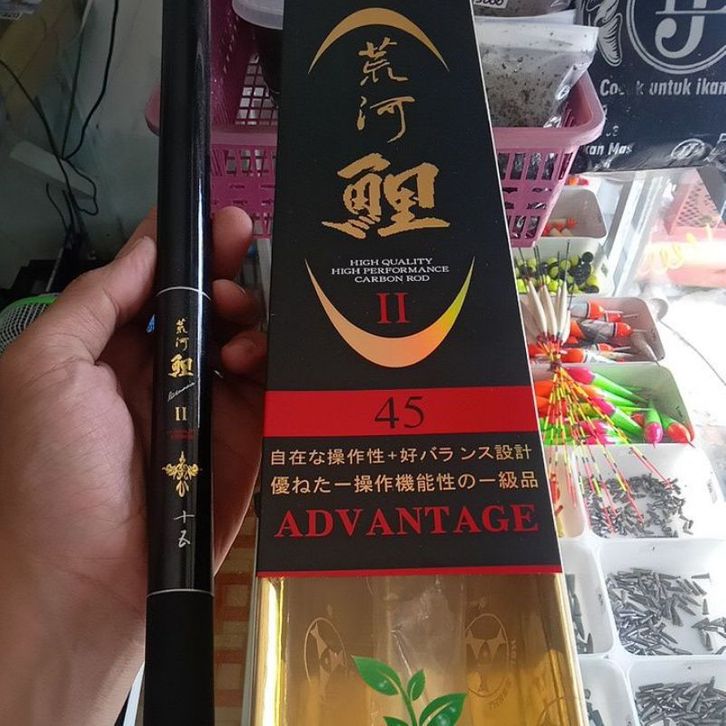 荒河
鯉
HIGH QUALITY
HIGH PERFORMANCE
CARBON ROD
II
45
自在な操作性+好バランス設計
優ねた一操作機能性の一級品
ADVANTAGE
荒河
鯉
II
十五
untuk ikan